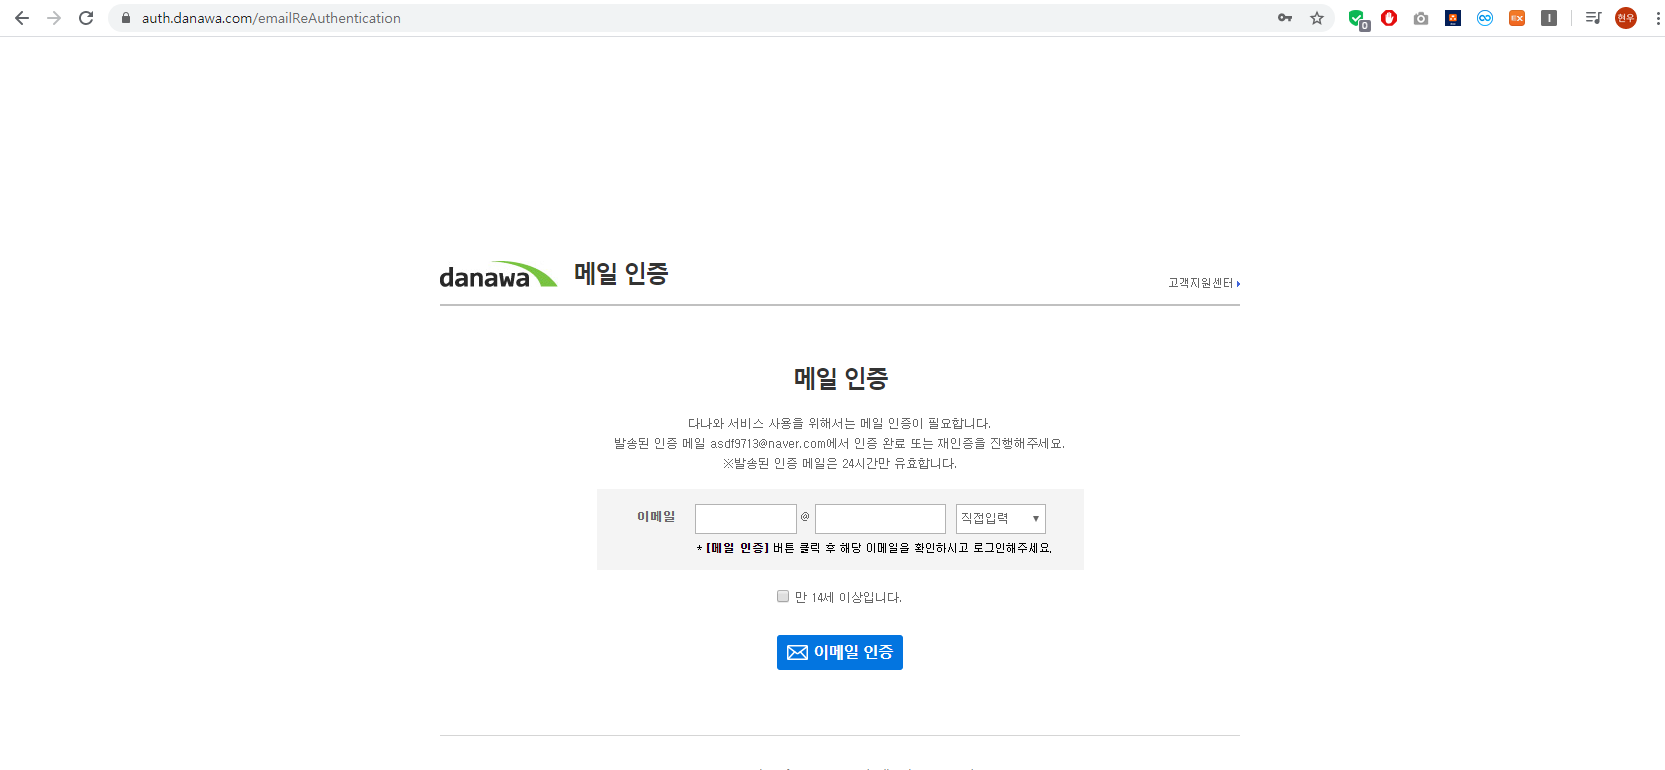 auth.danawa.com/emailReAuthentication
0
현우
danawa 메일 인증
고객지원센터
메일 인증
다나와 서비스 사용을 위해서는 메일 인증이 필요합니다.
발송된 인증 메일 asdf9713@naver.com에서 인증 완료 또는 재인증을 진행해주세요.
※발송된 인증 메일은 24시간만 유효합니다.
이메일 @ 직접입력
* [메일 인증] 버튼 클릭 후 해당 이메일을 확인하시고 로그인해주세요.
만 14세 이상입니다.
이메일 인증